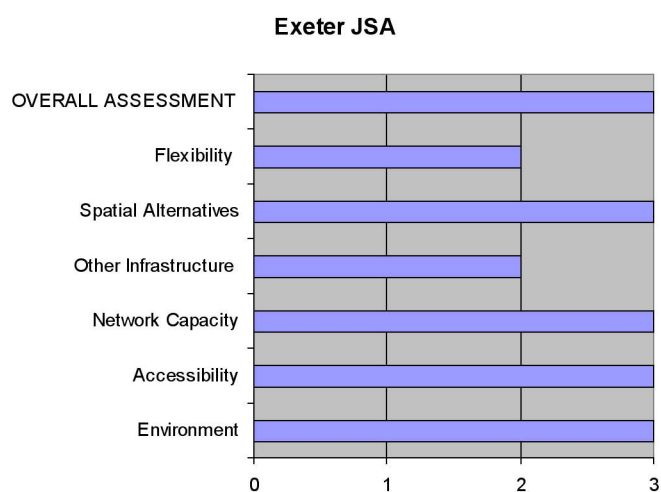 Exeter JSA
OVERALL ASSESSMENT
Flexibility
Spatial Alternatives
Other Infrastructure
Network Capacity
Accessibility
Environment
0 1 2 3